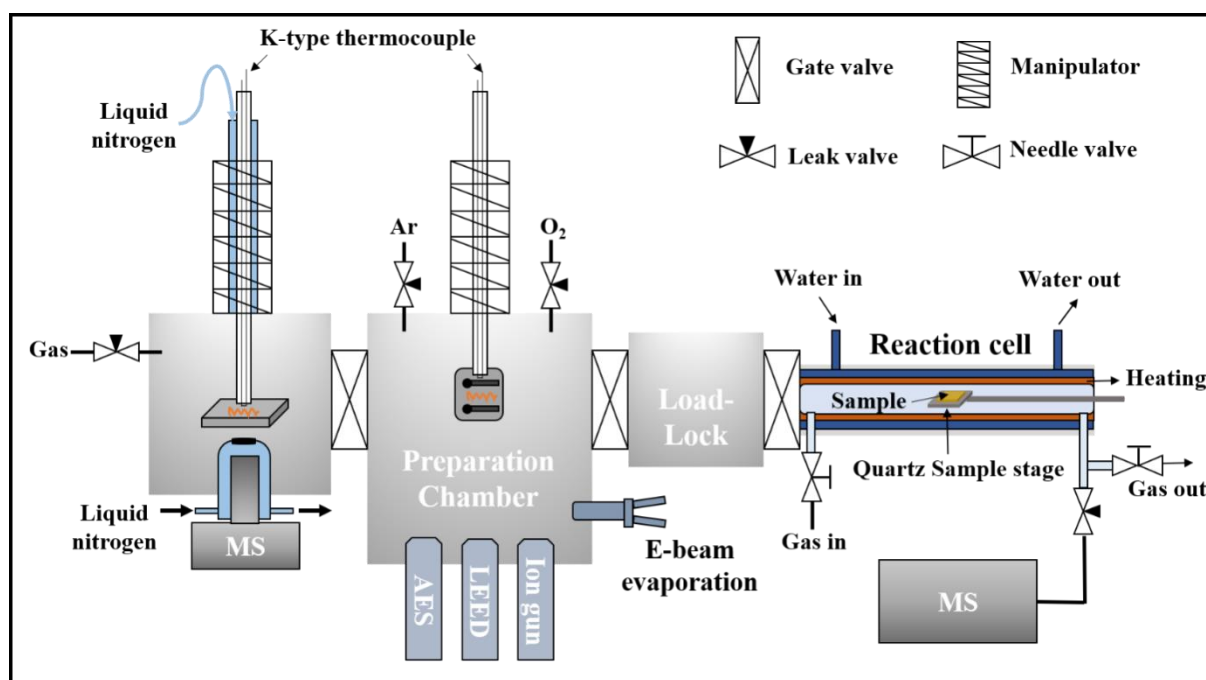 K-type thermocouple
Liquid
nitrogen
Gate valve
Manipulator
Leak valve
Needle valve
Ar
O₂
Gas
Water in
Water out
Reaction cell
Heating
Sample
Quartz Sample stage
Load-
Lock
Preparation
Chamber
Liquid
nitrogen
MS
AES
LEED
Ion gun
E-beam
evaporation
Gas in
Gas out
MS